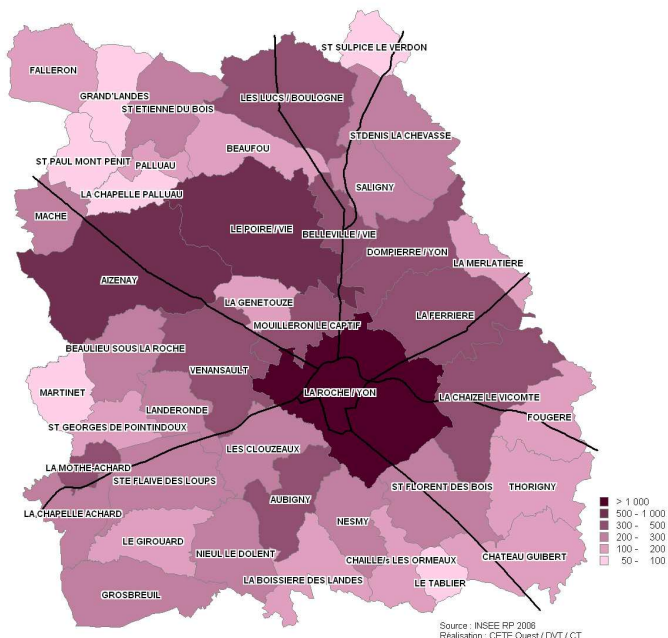 ST SULPICE LE VERDON
FALLERON
GRAND'LANDES
ST ETIENNE DU BOIS
LES LUCS / BOULOGNE
ST DENIS LA CHEVASSE
BEAUFOU
ST PAUL MONT PENIT
PALLUAU
SALIGNY
LA CHAPELLE PALLUAU
MACHE
LE POIRE / VIE
BELLEVILLE / VIE
DOMPIERRE / YON
LA MERLATIERE
AIZENAY
LA GENETOUZE
LA FERRIERE
MOUILLERON LE CAPTIF
BEAULIEU SOUS LA ROCHE
VENANSAULT
MARTINET
LA ROCHE / YON
LA CHAIZE LE VICOMTE
LANDERONDE
FOUGERE
ST GEORGES DE POINTINDOUX
LES CLOUZEAUX
LA MOTHE-ACHARD
STE FLAIVE DES LOUPS
ST FLORENT DES BOIS
THORIGNY
AUBIGNY
LA CHAPELLE ACHARD
NESMY
LE GIROUARD
NIEUL LE DOLENT
CHAILLE/s LES ORMEAUX
CHATEAU GUIBERT
LA BOISSIERE DES LANDES
LE TABLIER
GROSBREUIL
> 1 000
500 - 1 000
300 - 500
200 - 300
100 - 200
50 - 100
Source : INSEE RP 2006
Réalisation : CETE Ouest / DVT / CT